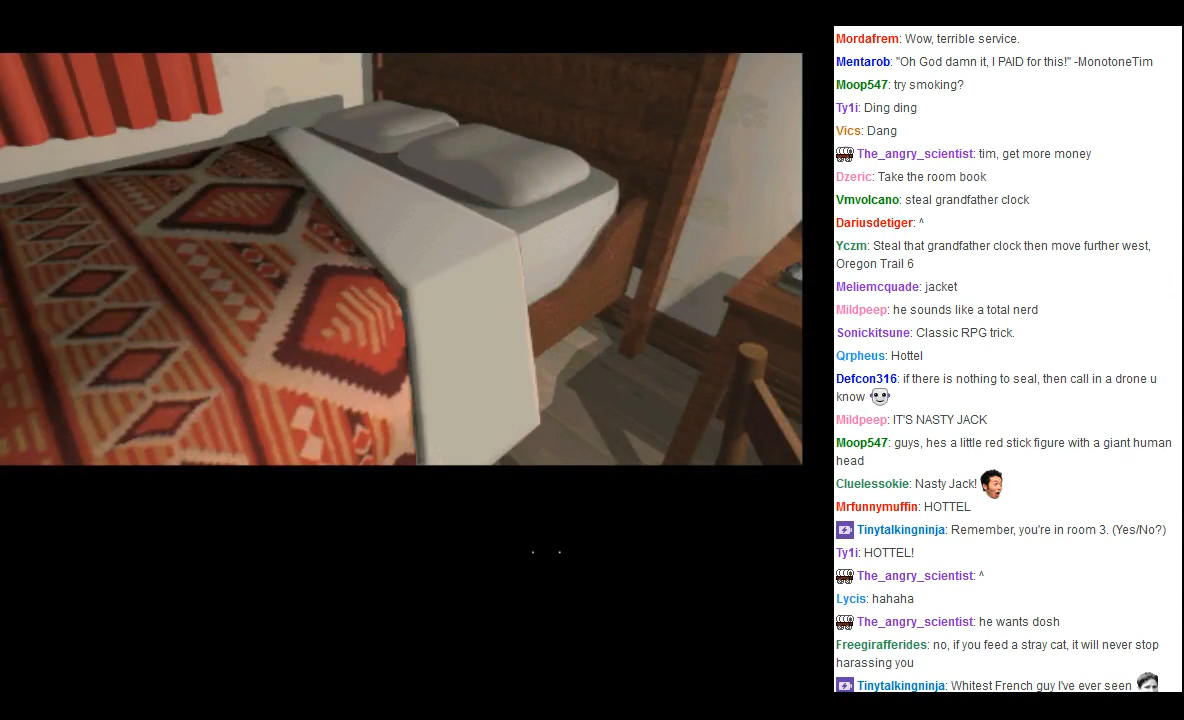 Mordafrem: Wow, terrible service.
Mentarob: "Oh God damn it, I PAID for this!" -MonotoneTim
Moop547: try smoking?
Ty1i: Ding ding
Vics: Dang
The_angry_scientist: tim, get more money
Dzeric: Take the room book
Vmvolcano: steal grandfather clock
Dariusdetiger: ^
Yczm: Steal that grandfather clock then move further west,
Oregon Trail 6
Meliemcquade: jacket
Mildpeep: he sounds like a total nerd
Sonickitsune: Classic RPG trick.
Qrpheus: Hottel
Defcon316: if there is nothing to seal, then call in a drone u
know
Mildpeep: IT'S NASTY JACK
Moop547: guys, hes a little red stick figure with a giant human
head
Cluelessokie: Nasty Jack!
Mrfunnymuffin: HOTTEL
Tinytalkingninja: Remember, you're in room 3. (Yes/No?)
Ty1i: HOTTEL!
The_angry_scientist: ^
Lycis: hahaha
The_angry_scientist: he wants dosh
Freegirafferides: no, if you feed a stray cat, it will never stop
harassing you
Tinytalkingninja: Whitest French guy I've ever seen